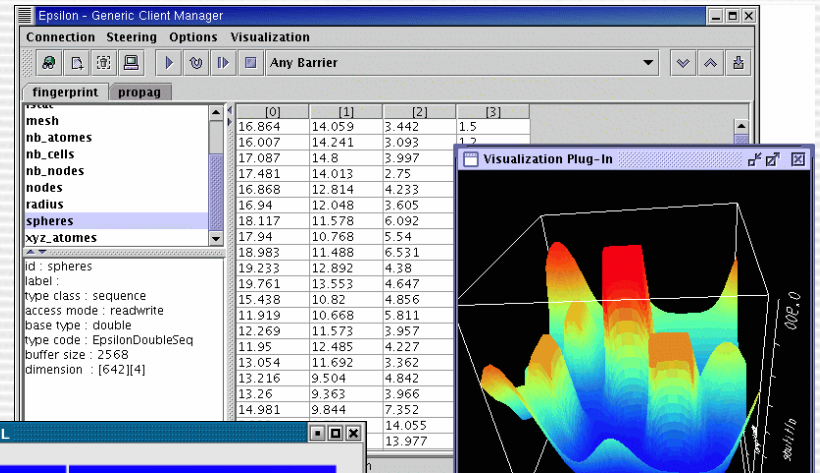 Epsilon - Generic Client Manager
Connection Steering Options Visualization
Any Barrier
fingerprint propag
mesh
nb_atomes
nb_cells
nb_nodes
nodes
radius
spheres
xyz_atomes
id : spheres
label :
type class : sequence
access mode : readwrite
base type : double
type code : EpsilonDoubleSeq
buffer size : 2568
dimension : [642][4]
[0] [1] [2] [3]
16.864 14.059 3.442 1.5
16.007 14.241 3.093 1.2
17.087 14.8 3.997
17.481 14.013 2.75
16.868 12.814 4.233
16.94 12.048 3.605
18.117 11.578 6.092
17.94 10.768 5.54
18.983 11.488 6.531
19.233 12.892 4.38
19.761 13.553 4.647
15.438 10.82 4.856
11.919 10.668 5.811
12.269 11.573 3.957
11.95 12.485 4.227
13.054 11.692 3.362
13.216 9.504 4.842
13.26 9.363 3.966
14.981 9.844 7.352
14.055
13.977
Visualization Plug-In
L